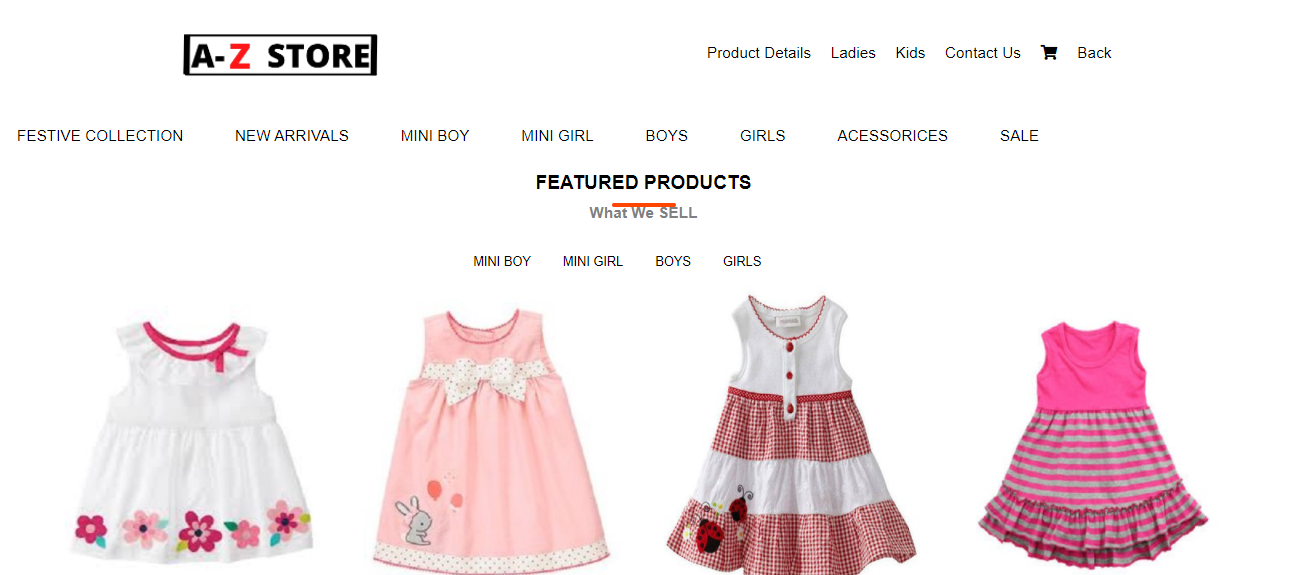 A-Z STORE
Product Details Ladies Kids Contact Us Back
FESTIVE COLLECTION NEW ARRIVALS MINI BOY MINI GIRL BOYS GIRLS ACESSORICES SALE
FEATURED PRODUCTS
What We SELL
MINI BOY MINI GIRL BOYS GIRLS